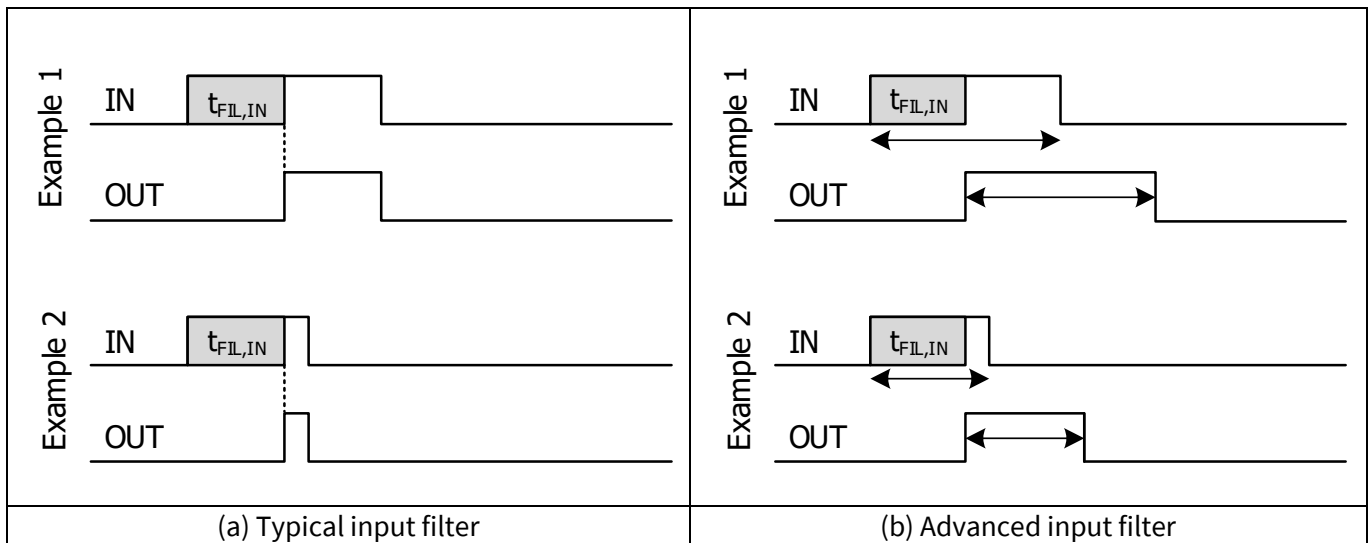 Example 1
IN
tFIL,IN
OUT
Example 2
IN
tFIL,IN
OUT
(a) Typical input filter
Example 1
IN
tFIL,IN
OUT
Example 2
IN
tFIL,IN
OUT
(b) Advanced input filter